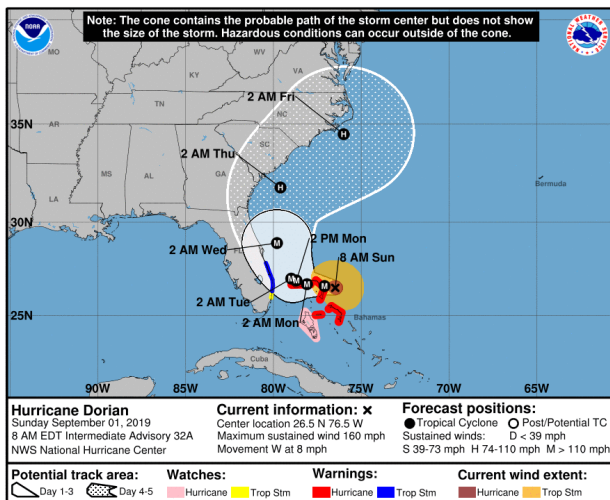 NOAA
Note: The cone contains the probable path of the storm center but does not show
the size of the storm. Hazardous conditions can occur outside of the cone.
NATIONAL WEATHER SERVICE
MO
KY
WV
VA
TN
NC
AR
SC
MS
AL
GA
LA
FL
35N
30N
25N
2 AM Fri
2 AM Thu
2 AM Wed
2 PM Mon
8 AM Sun
2 AM Tue
2 AM Mon
H
H
M
M
M
M
M
Bermuda
Bahamas
Cuba
90W
85W
80W
75W
70W
65W
Hurricane Dorian
Sunday September 01, 2019
8 AM EDT Intermediate Advisory 32A
NWS National Hurricane Center
Current information: ×
Center location 26.5 N 76.5 W
Maximum sustained wind 160 mph
Movement W at 8 mph
Forecast positions:
Tropical Cyclone Post/Potential TC
Sustained winds: D < 39 mph
S 39-73 mph H 74-110 mph M > 110 mph
Potential track area:
Day 1-3 Day 4-5
Watches:
Hurricane Trop Stm
Warnings:
Hurricane Trop Stm
Current wind extent:
Hurricane Trop Stm